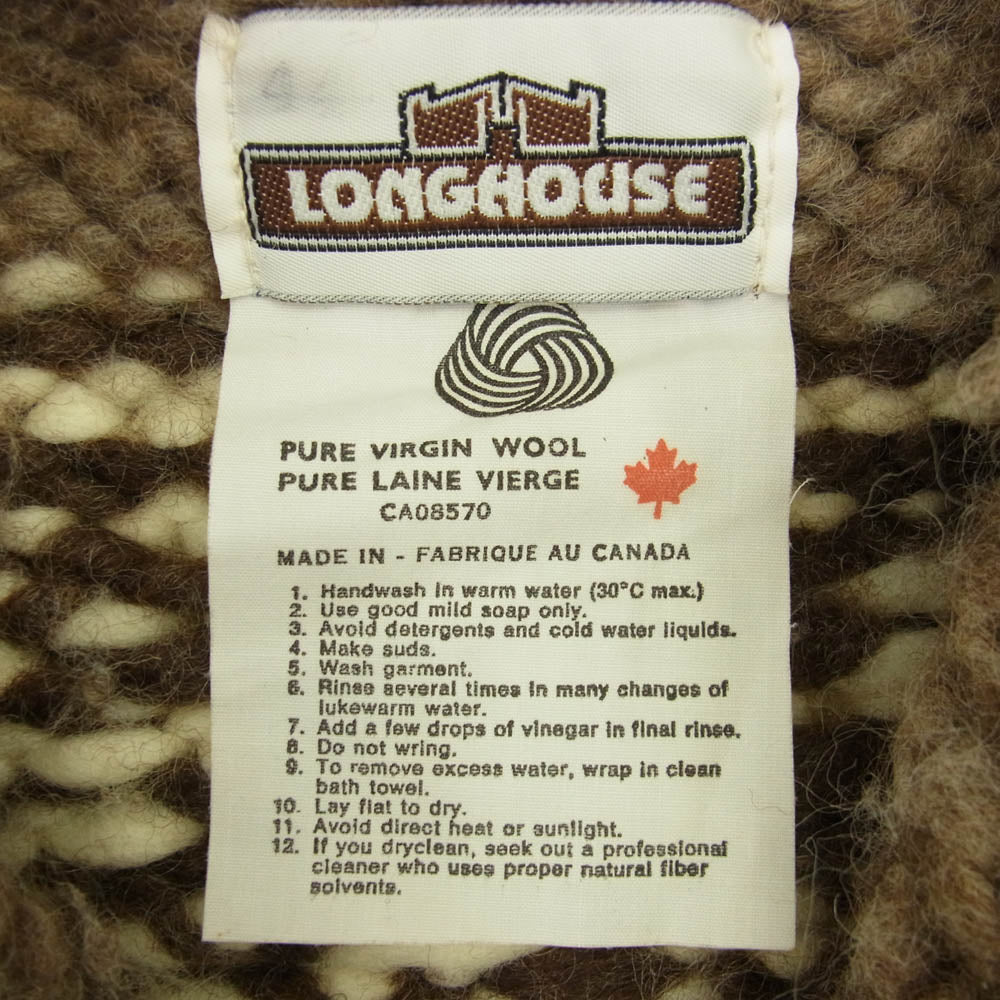 LONGHOUSE
PURE VIRGIN WOOL
PURE LAINE VIERGE
CA08570
MADE IN - FABRIQUE AU CANADA
1. Handwash in warm water (30°C max.)
2. Use good mild soap only.
3. Avoid detergents and cold water liquids.
4. Make suds.
5. Wash garment.
6. Rinse several times in many changes of
lukewarm water.
7. Add a few drops of vinegar in final rinse.
8. Do not wring.
9. To remove excess water, wrap in clean
bath towel.
10. Lay flat to dry.
11. Avoid direct heat or sunlight.
12. If you dryclean, seek out a professional
cleaner who uses proper natural fiber
solvents.